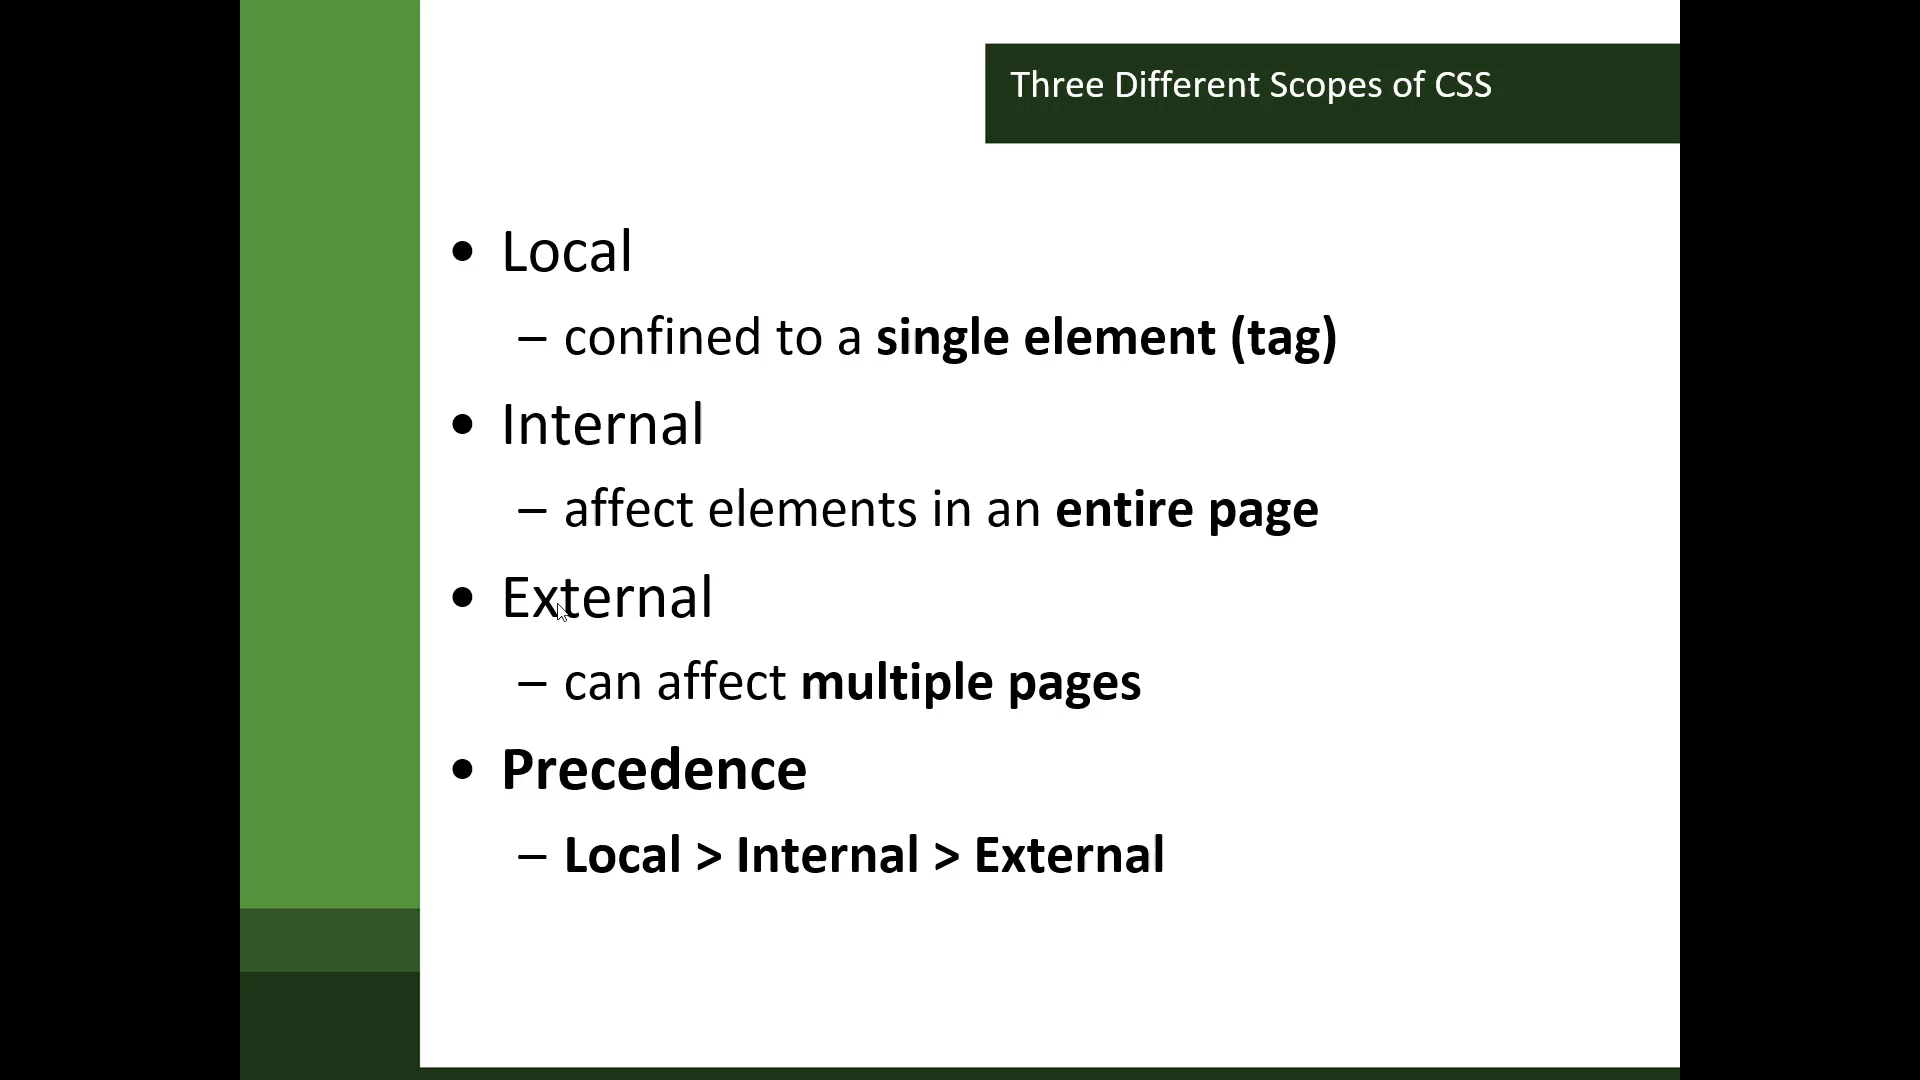 Three Different Scopes of CSS
• Local
– confined to a single element (tag)
• Internal
– affect elements in an entire page
• External
– can affect multiple pages
• Precedence
– Local > Internal > External